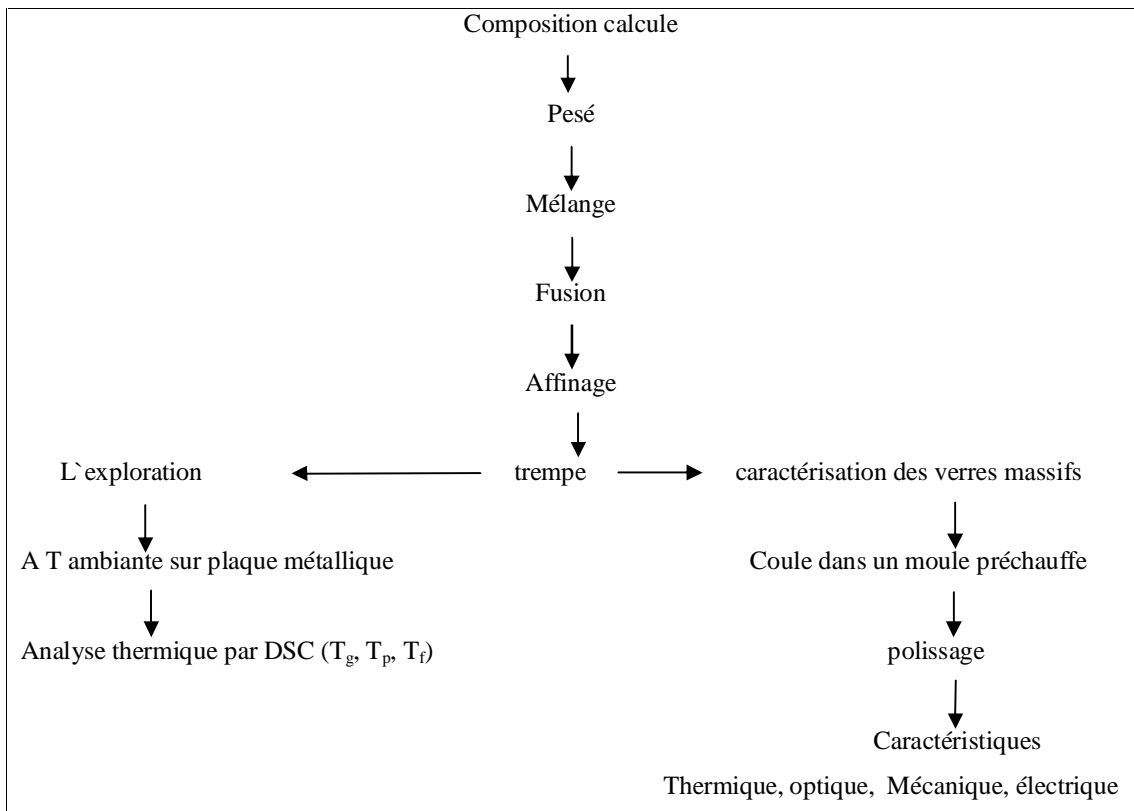 Composition calcule
Pesé
Mélange
Fusion
Affinage
L`exploration
trempe
caractérisation des verres massifs
A T ambiante sur plaque métallique
Coule dans un moule préchauffe
Analyse thermique par DSC (Tg, Tp, Tf)
polissage
Caractéristiques
Thermique, optique, Mécanique, électrique